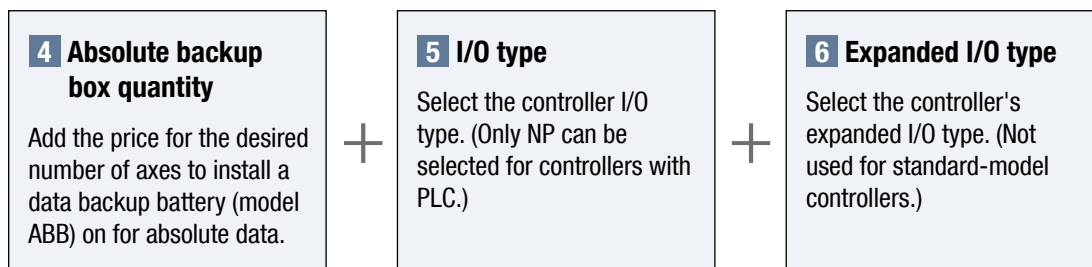 4 Absolute backup
box quantity
Add the price for the desired
number of axes to install a
data backup battery (model
ABB) on for absolute data.
+
5 I/O type
Select the controller I/O
type. (Only NP can be
selected for controllers with
PLC.)
+
6 Expanded I/O type
Select the controller's
expanded I/O type. (Not
used for standard-model
controllers.)